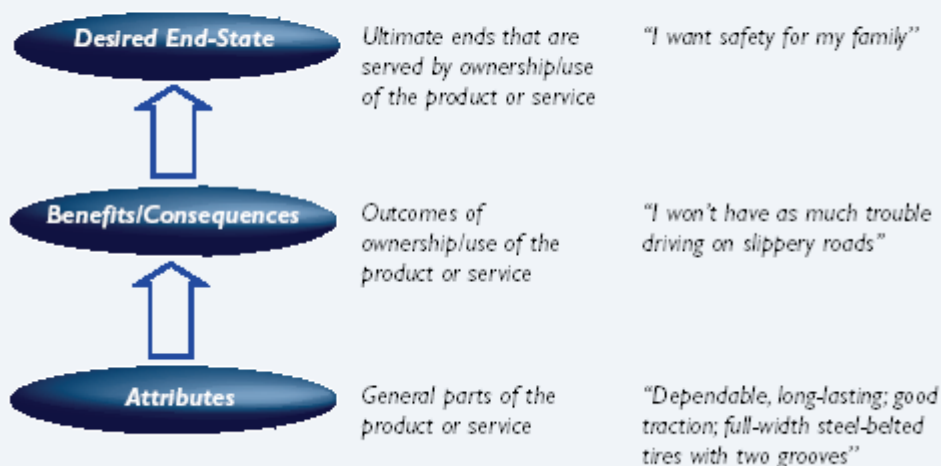 Desired End-State
Ultimate ends that are
served by ownership/use
of the product or service
“I want safety for my family”
Benefits/Consequences
Outcomes of
ownership/use of the
product or service
“I won’t have as much trouble
driving on slippery roads”
Attributes
General parts of the
product or service
“Dependable, long-lasting; good
traction; full-width steel-belted
tires with two grooves”